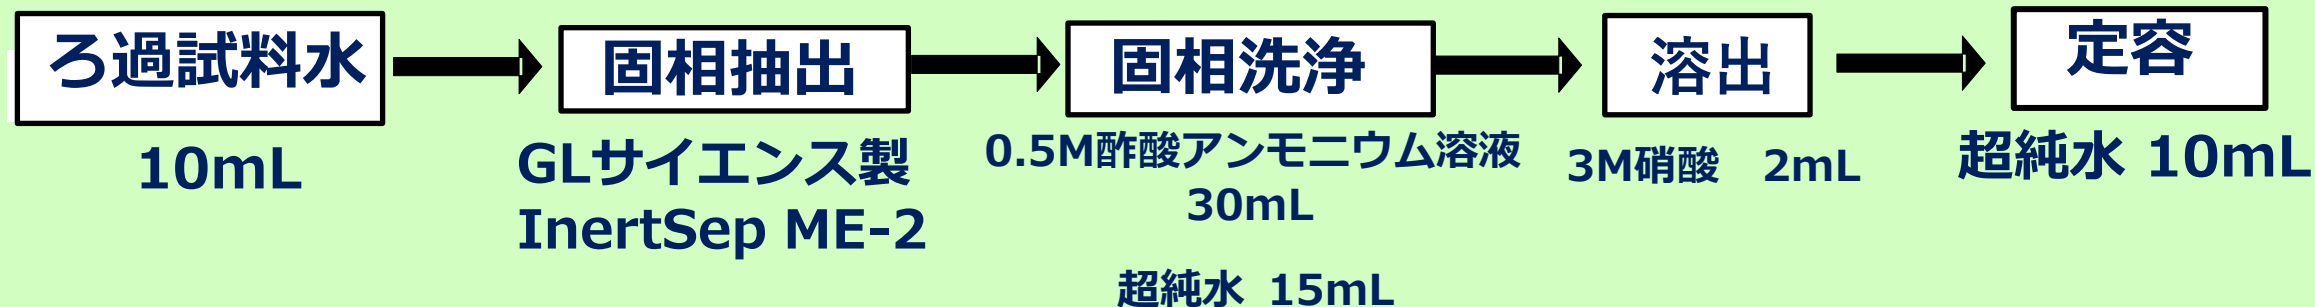 ろ過試料水
10mL
固相抽出
GLサイエンス製
InertSep ME-2
固相洗浄
0.5M酢酸アンモニウム溶液
30mL
超純水 15mL
溶出
3M硝酸　2mL
定容
超純水 10mL